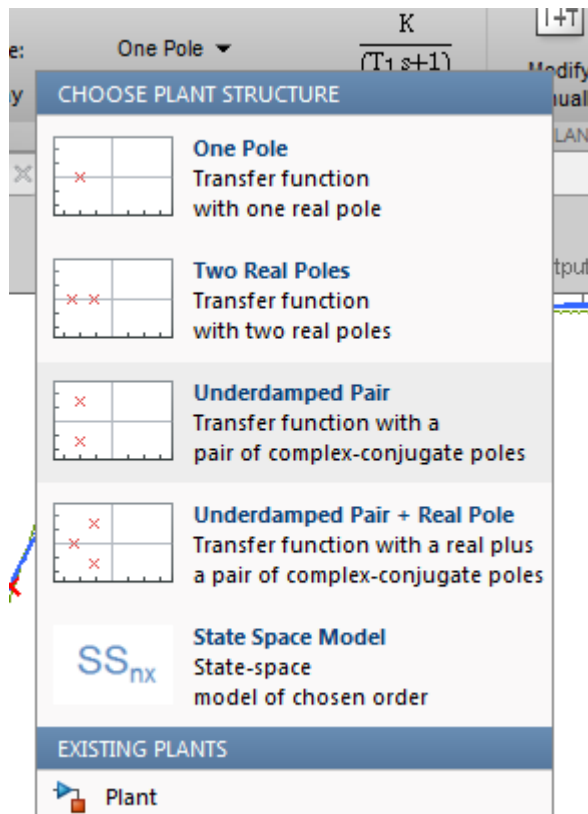 e:
One Pole
K
(T₁ s+1)
Modify
y
CHOOSE PLANT STRUCTURE
One Pole
Transfer function
with one real pole
Two Real Poles
Transfer function
with two real poles
Underdamped Pair
Transfer function with a
pair of complex-conjugate poles
Underdamped Pair + Real Pole
Transfer function with a real plus
a pair of complex-conjugate poles
SSnx
State Space Model
State-space
model of chosen order
EXISTING PLANTS
Plant